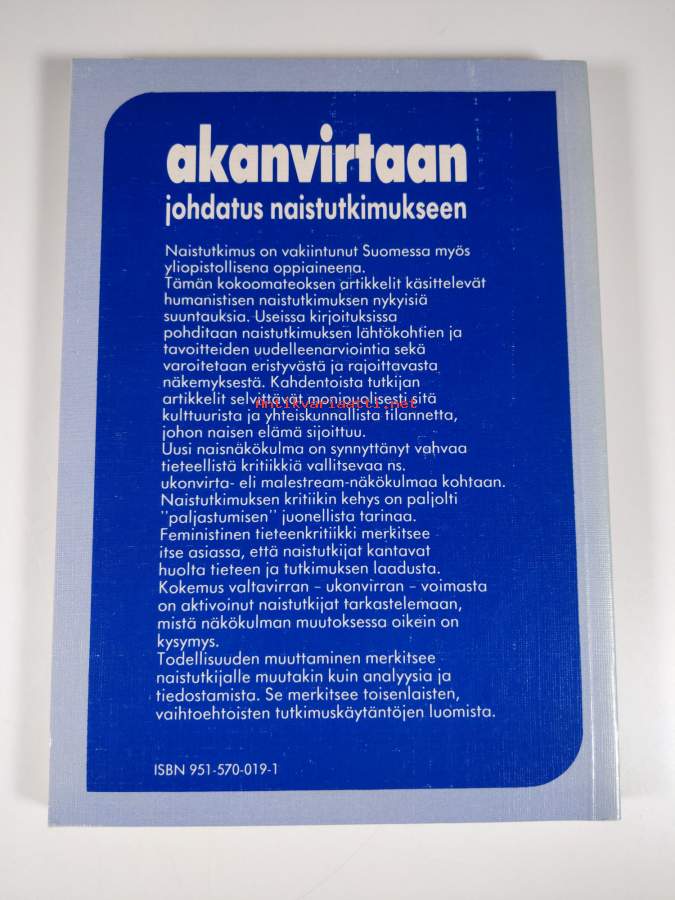 akanvirtaan
johdatus naistutkimukseen
Naistutkimus on vakiintunut Suomessa myös
yliopistollisena oppiaineena.
Tämän kokoomateoksen artikkelit käsittelevät
humanistisen naistutkimuksen nykyisiä
suuntauksia. Useissa kirjoituksissa
pohditaan naistutkimuksen lähtökohtien ja
tavoitteiden uudelleenarviointia sekä
varoitetaan eristyvästä ja rajoittavasta
näkemyksestä. Kahdentoista tutkijan
artikkelit selvittävät monipuolisesti sitä
Antikvariaatti.net
kulttuurista ja yhteiskunnallista tilannetta,
johon naisen elämä sijoittuu.
Uusi naisnäkökulma on synnyttänyt vahvaa
tieteellistä kritiikkiä vallitsevaa ns.
ukonvirta- eli malestream-näkökulmaa kohtaan.
Naistutkimuksen kritiikin kehys on paljolti
"paljastumisen" juonellista tarinaa.
Feministinen tieteenkritiikki merkitsee
itse asiassa, että naistutkijat kantavat
huolta tieteen ja tutkimuksen laadusta.
Kokemus valtavirran – ukonvirran – voimasta
on aktivoinut naistutkijat tarkastelemaan,
mistä näkökulman muutoksessa oikein on
kysymys.
Todellisuuden muuttaminen merkitsee
naistutkijalle muutakin kuin analyysia ja
tiedostamista. Se merkitsee toisenlaisten,
vaihtoehtoisten tutkimuskäytäntöjen luomista.
ISBN 951-570-019-1